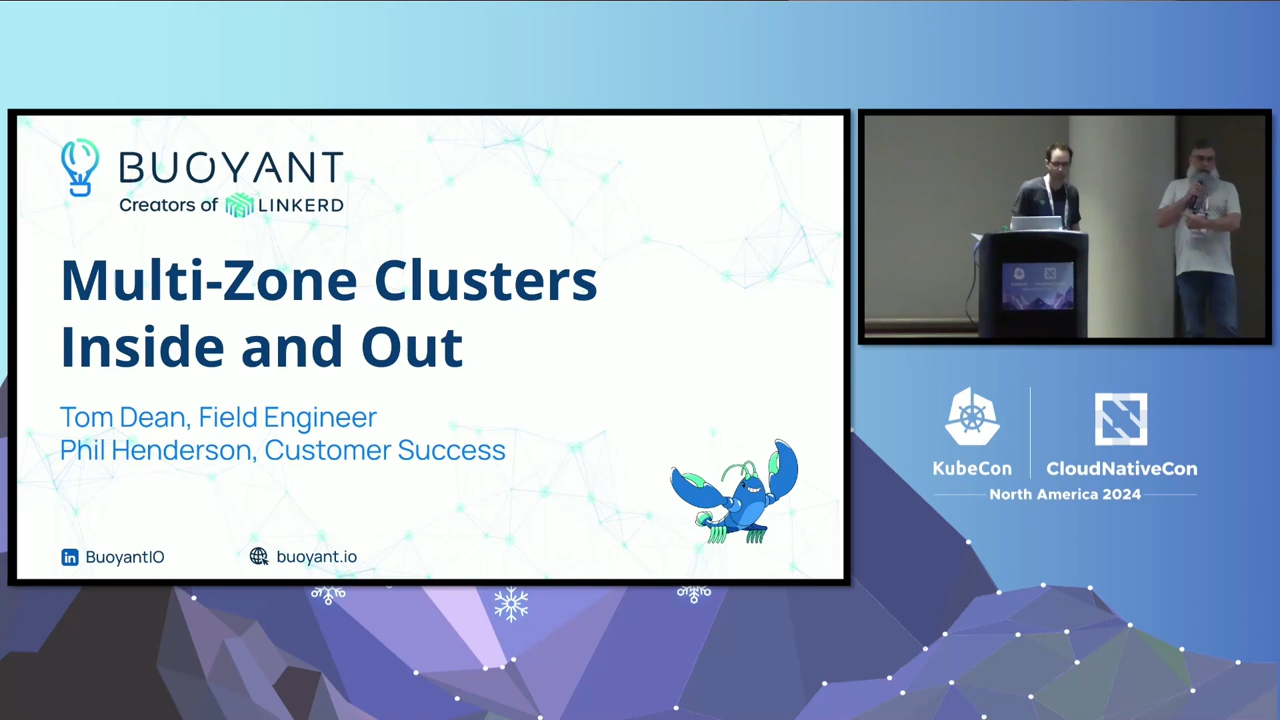 BUOYANT
Creators of LINKERD
Multi-Zone Clusters
Inside and Out
Tom Dean, Field Engineer
Phil Henderson, Customer Success
in BuoyantIO
buoyant.io
KubeCon
CloudNativeCon
North America 2024